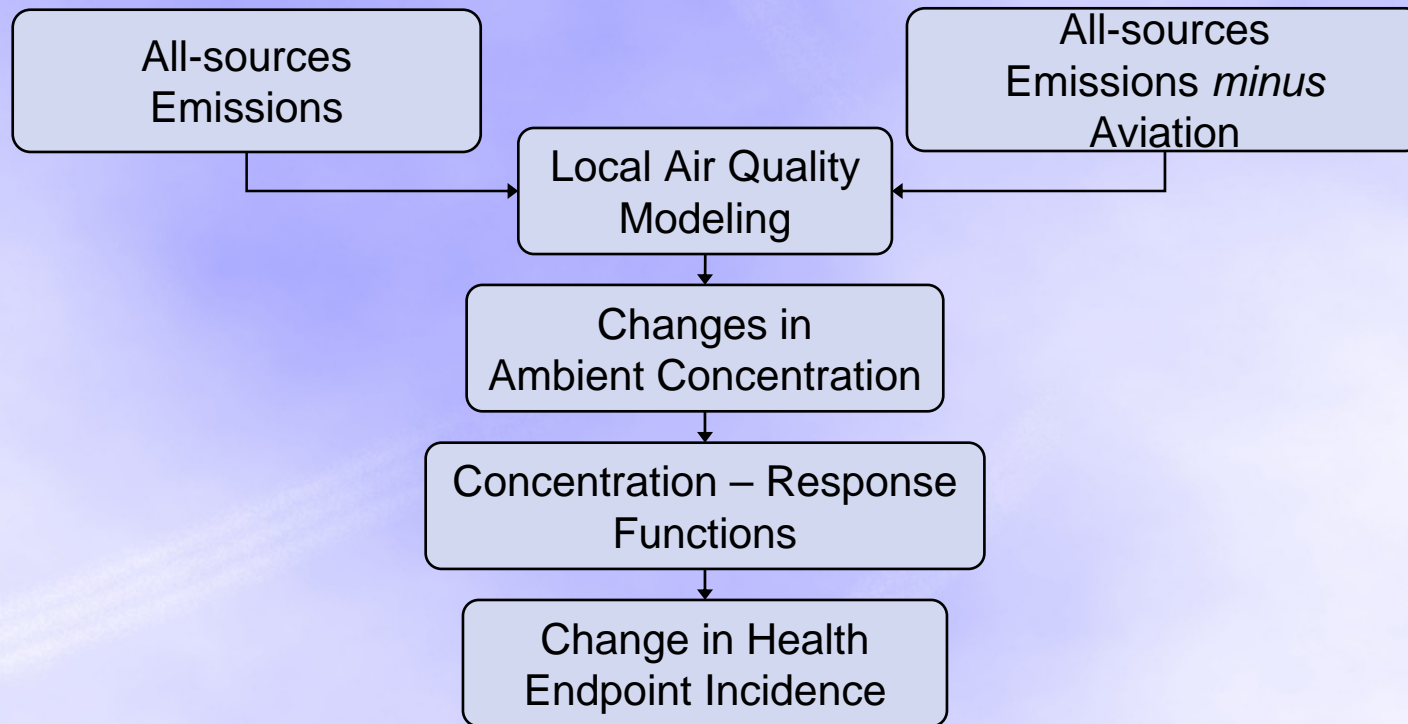 All-sources
Emissions
All-sources
Emissions minus
Aviation
Local Air Quality
Modeling
Changes in
Ambient Concentration
Concentration – Response
Functions
Change in Health
Endpoint Incidence